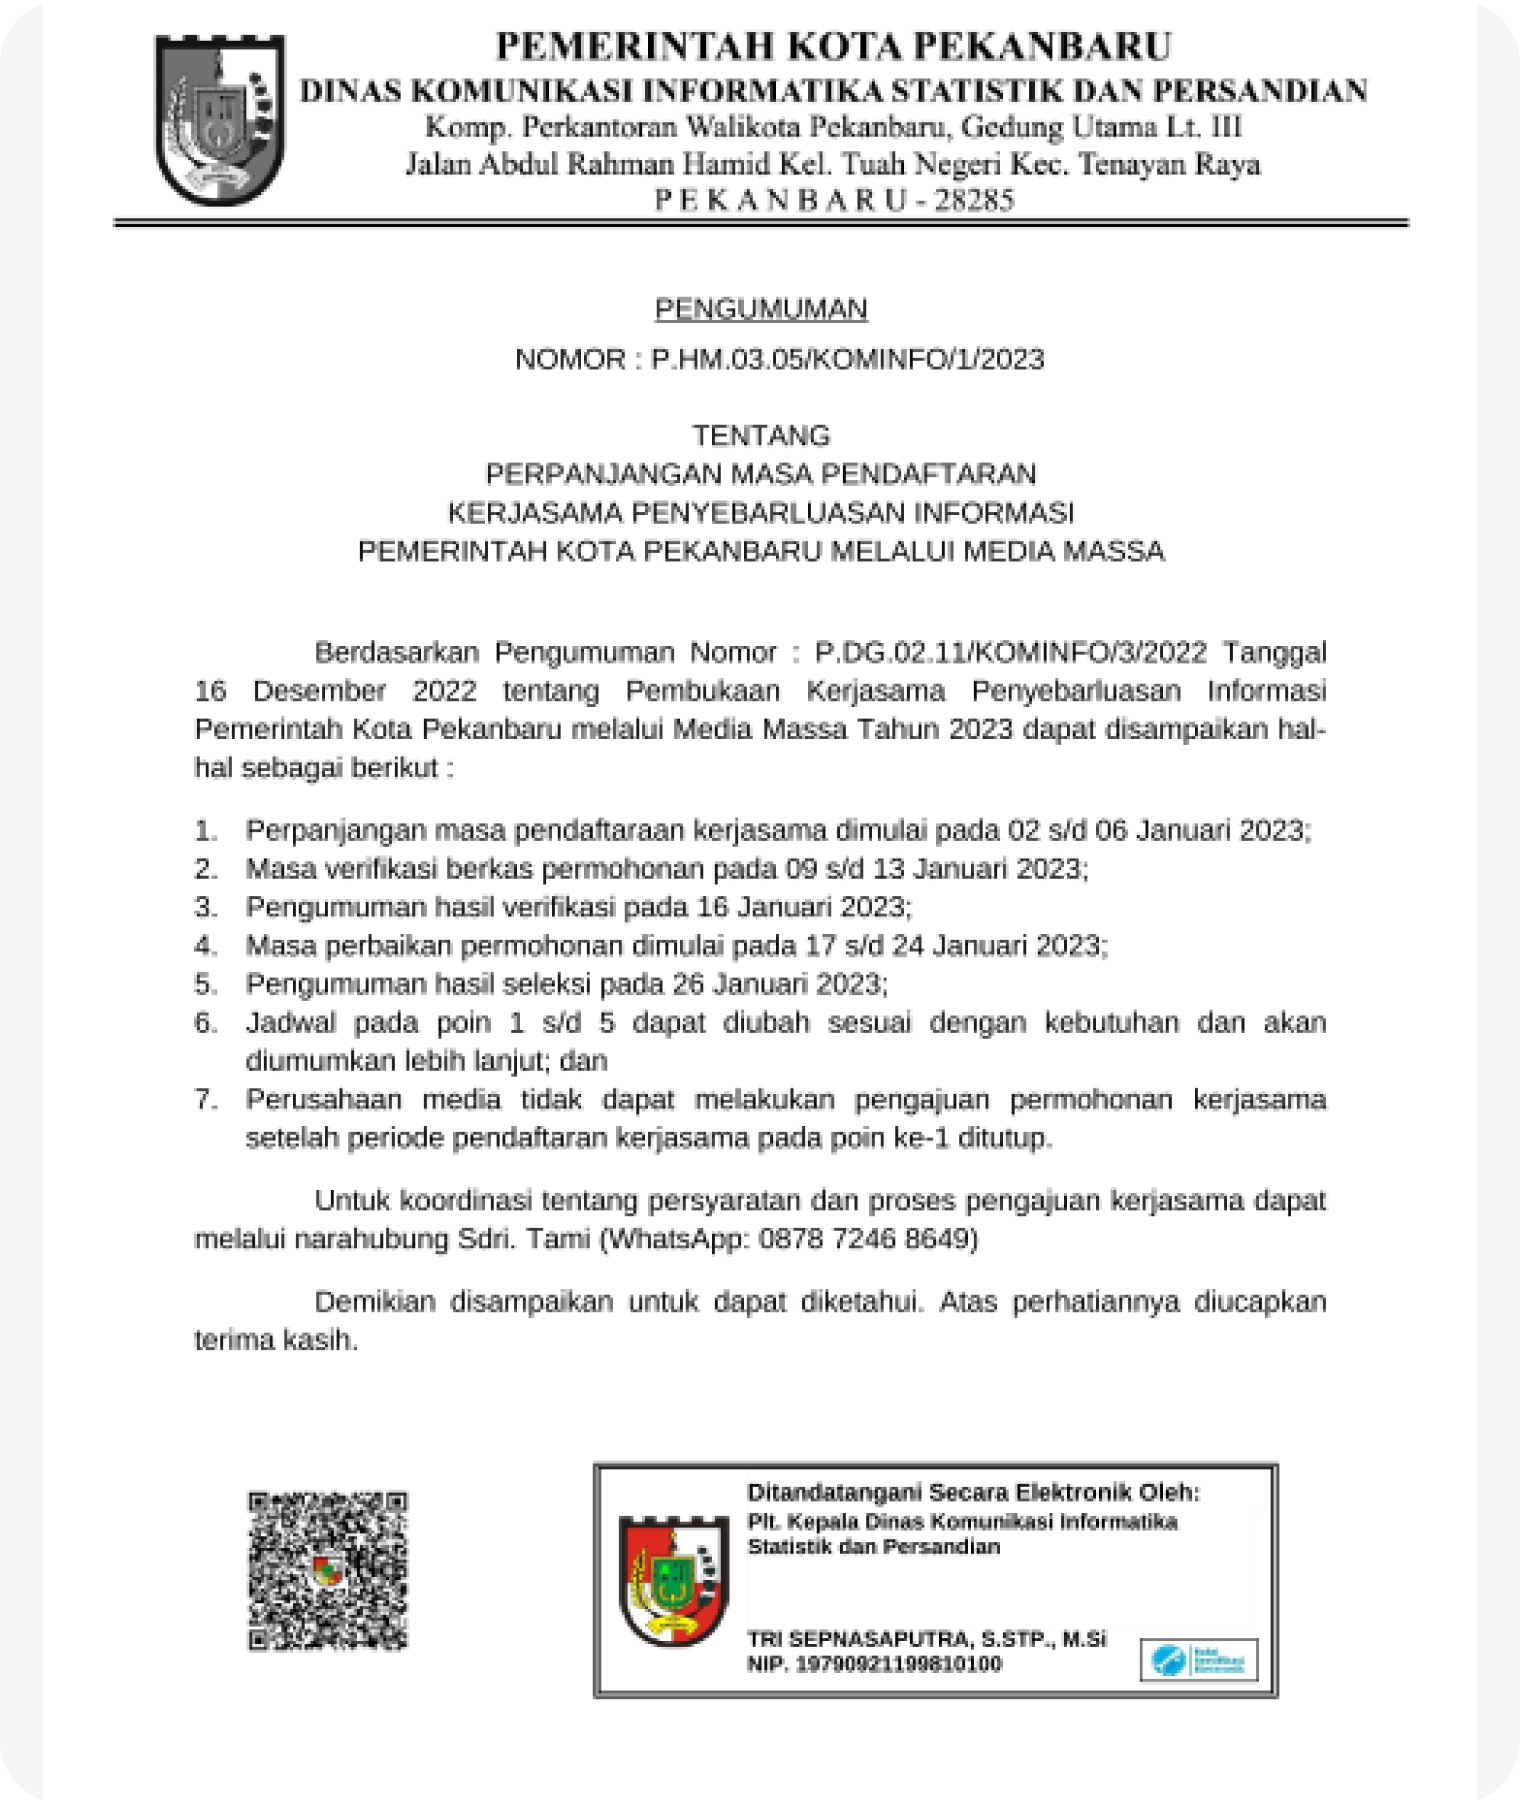 PEMERINTAH KOTA PEKANBARU
DINAS KOMUNIKASI INFORMATIKA STATISTIK DAN PERSANDIAN
Komp. Perkantoran Walikota Pekanbaru, Gedung Utama Lt. III
Jalan Abdul Rahman Hamid Kel. Tuah Negeri Kec. Tenayan Raya
P E K A N B A R U - 28285
PENGUMUMAN
NOMOR : P.HM.03.05/KOMINFO/1/2023
TENTANG
PERPANJANGAN MASA PENDAFTARAN
KERJASAMA PENYEBARLUASAN INFORMASI
PEMERINTAH KOTA PEKANBARU MELALUI MEDIA MASSA
Berdasarkan Pengumuman Nomor : P.DG.02.11/KOMINFO/3/2022 Tanggal
16 Desember 2022 tentang Pembukaan Kerjasama Penyebarluasan Informasi
Pemerintah Kota Pekanbaru melalui Media Massa Tahun 2023 dapat disampaikan hal-
hal sebagai berikut :
1. Perpanjangan masa pendaftaraan kerjasama dimulai pada 02 s/d 06 Januari 2023;
2. Masa verifikasi berkas permohonan pada 09 s/d 13 Januari 2023;
3. Pengumuman hasil verifikasi pada 16 Januari 2023;
4. Masa perbaikan permohonan dimulai pada 17 s/d 24 Januari 2023;
5. Pengumuman hasil seleksi pada 26 Januari 2023;
6. Jadwal pada poin 1 s/d 5 dapat diubah sesuai dengan kebutuhan dan akan
diumumkan lebih lanjut; dan
7. Perusahaan media tidak dapat melakukan pengajuan permohonan kerjasama
setelah periode pendaftaran kerjasama pada poin ke-1 ditutup.
Untuk koordinasi tentang persyaratan dan proses pengajuan kerjasama dapat
melalui narahubung Sdri. Tami (WhatsApp: 0878 7246 8649)
Demikian disampaikan untuk dapat diketahui. Atas perhatiannya diucapkan
terima kasih.
Ditandatangani Secara Elektronik Oleh:
Plt. Kepala Dinas Komunikasi Informatika
Statistik dan Persandian
TRI SEPNASAPUTRA, S.STP., M.Si
NIP. 19790921199810100